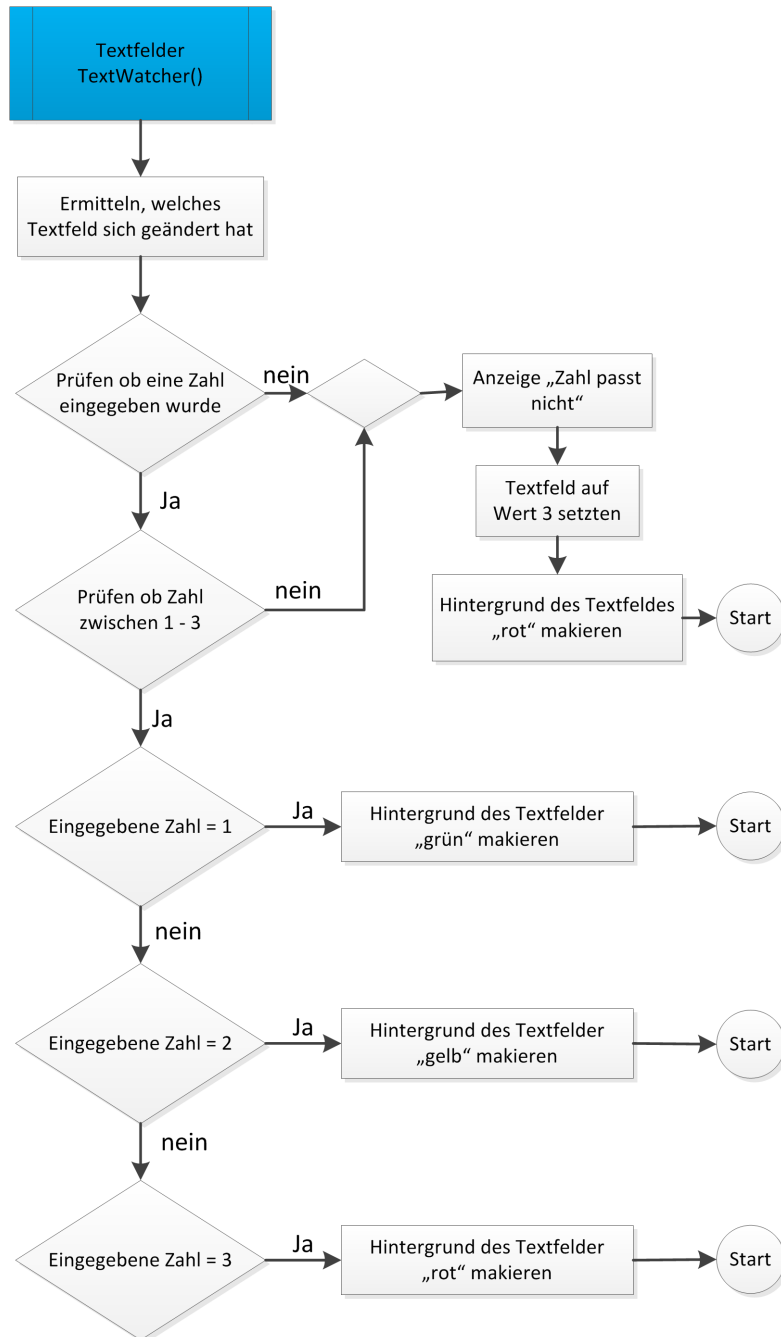 Textfelder
TextWatcher()
Ermitteln, welches
Textfeld sich geändert hat
Prüfen ob eine Zahl
eingegeben wurde
nein
Anzeige „Zahl passt
nicht“
Ja
Textfeld auf
Wert 3 setzten
Prüfen ob Zahl
zwischen 1 - 3
nein
Hintergrund des Textfeldes
„rot“ makieren
Start
Ja
Eingegebene Zahl = 1
Ja
Hintergrund des Textfelder
„grün“ makieren
Start
nein
Eingegebene Zahl = 2
Ja
Hintergrund des Textfelder
„gelb“ makieren
Start
nein
Eingegebene Zahl = 3
Ja
Hintergrund des Textfelder
„rot“ makieren
Start